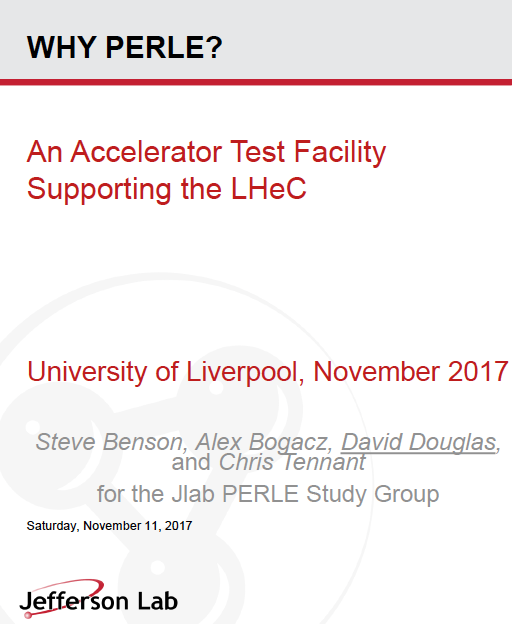 WHY PERLE?
An Accelerator Test Facility
Supporting the LHeC
University of Liverpool, November 2017
Steve Benson, Alex Bogacz, David Douglas,
and Chris Tennant
for the Jlab PERLE Study Group
Saturday, November 11, 2017
Jefferson Lab